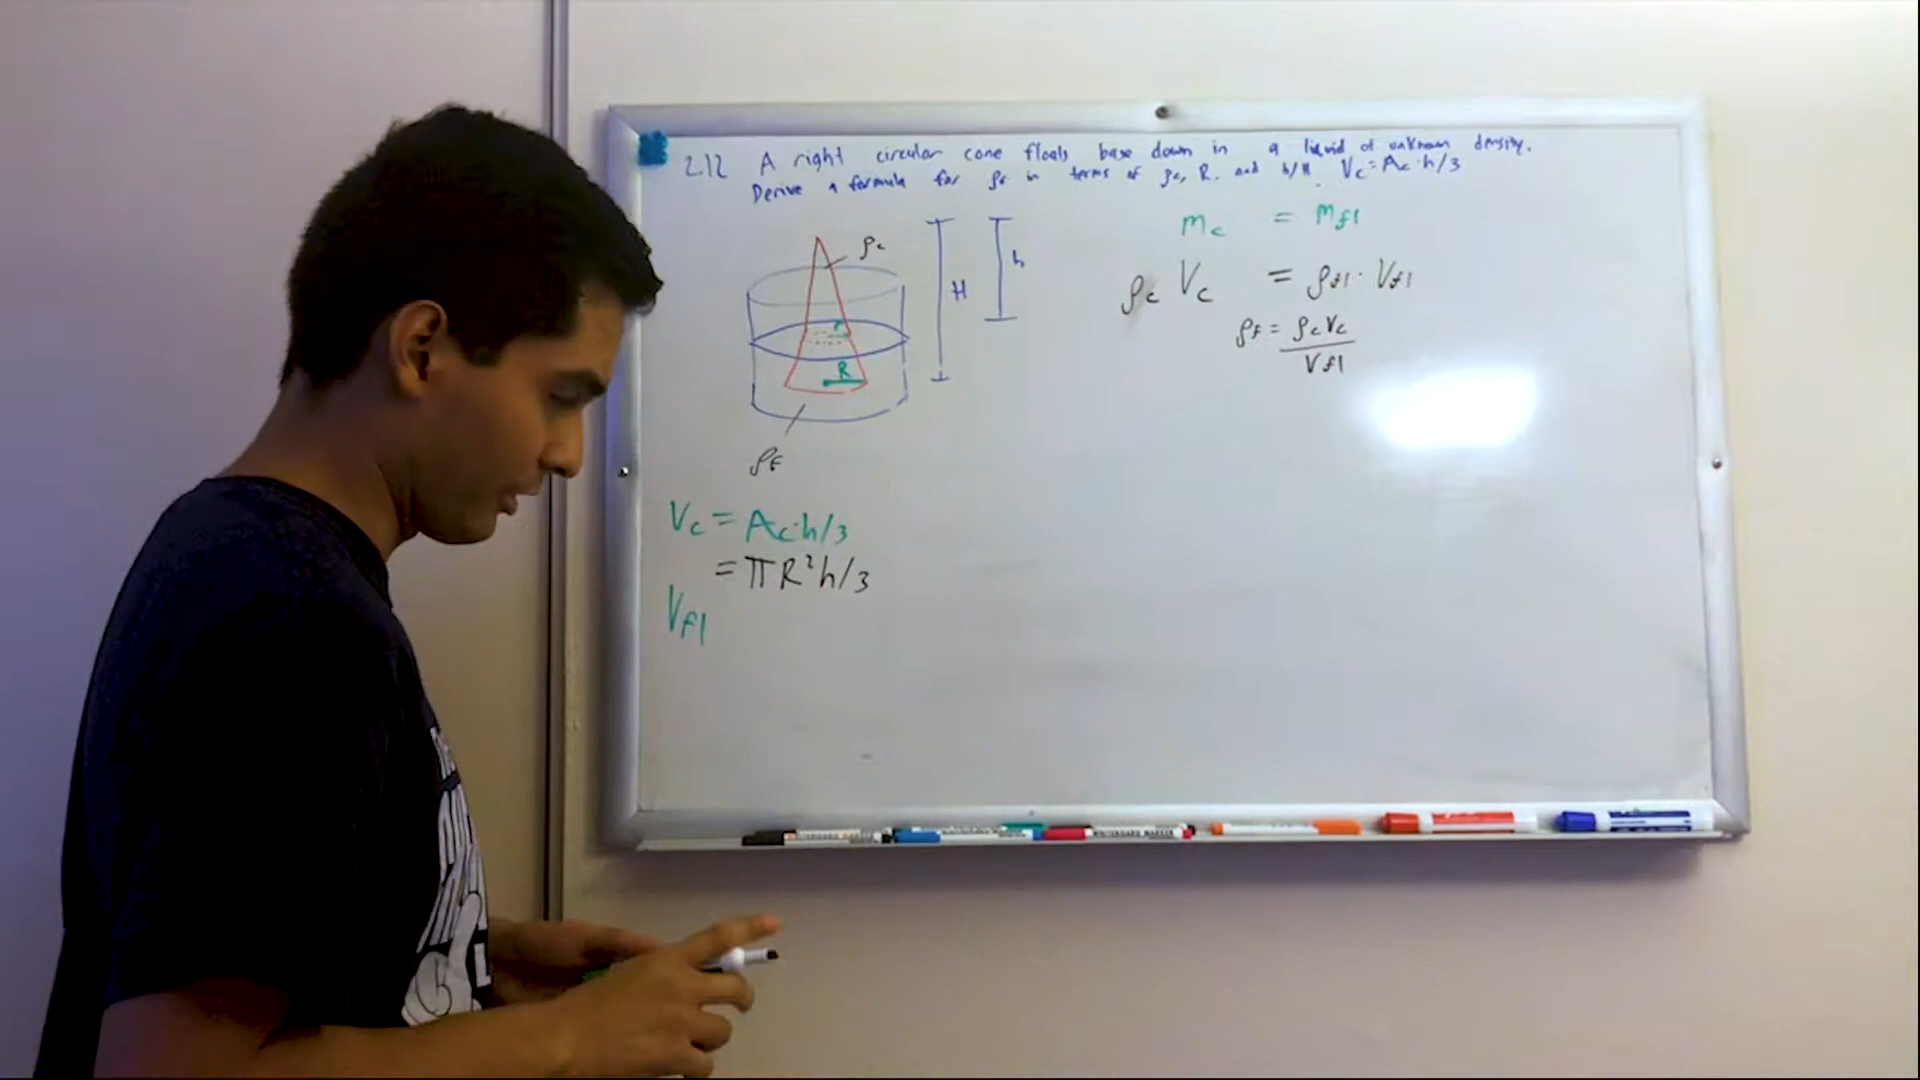 2.12 A right circular cone floats base down in a liquid of unknown density.
Derive a formula for ρf in terms of ρc, R, and h/H. Vc = Ac·h/3
mc = mfl
ρc
h
H
ρc Vc = ρfl · Vfl
r
ρF = ρcVc
Vfl
R
ρF
Vc = Ac·h/3
= πR²h/3
Vfl
WHITEBOARD MARKER